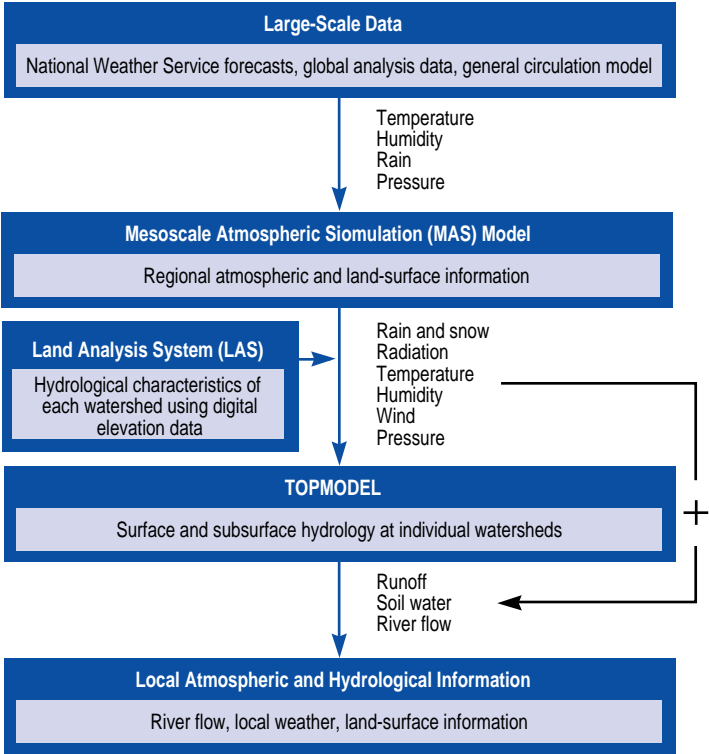 Large-Scale Data
National Weather Service forecasts, global analysis data, general circulation model
Temperature
Humidity
Rain
Pressure
Mesoscale Atmospheric Siomulation (MAS) Model
Regional atmospheric and land-surface information
Land Analysis System (LAS)
Hydrological characteristics of
each watershed using digital
elevation data
Rain and snow
Radiation
Temperature
Humidity
Wind
Pressure
+
TOPMODEL
Surface and subsurface hydrology at individual watersheds
Runoff
Soil water
River flow
Local Atmospheric and Hydrological Information
River flow, local weather, land-surface information